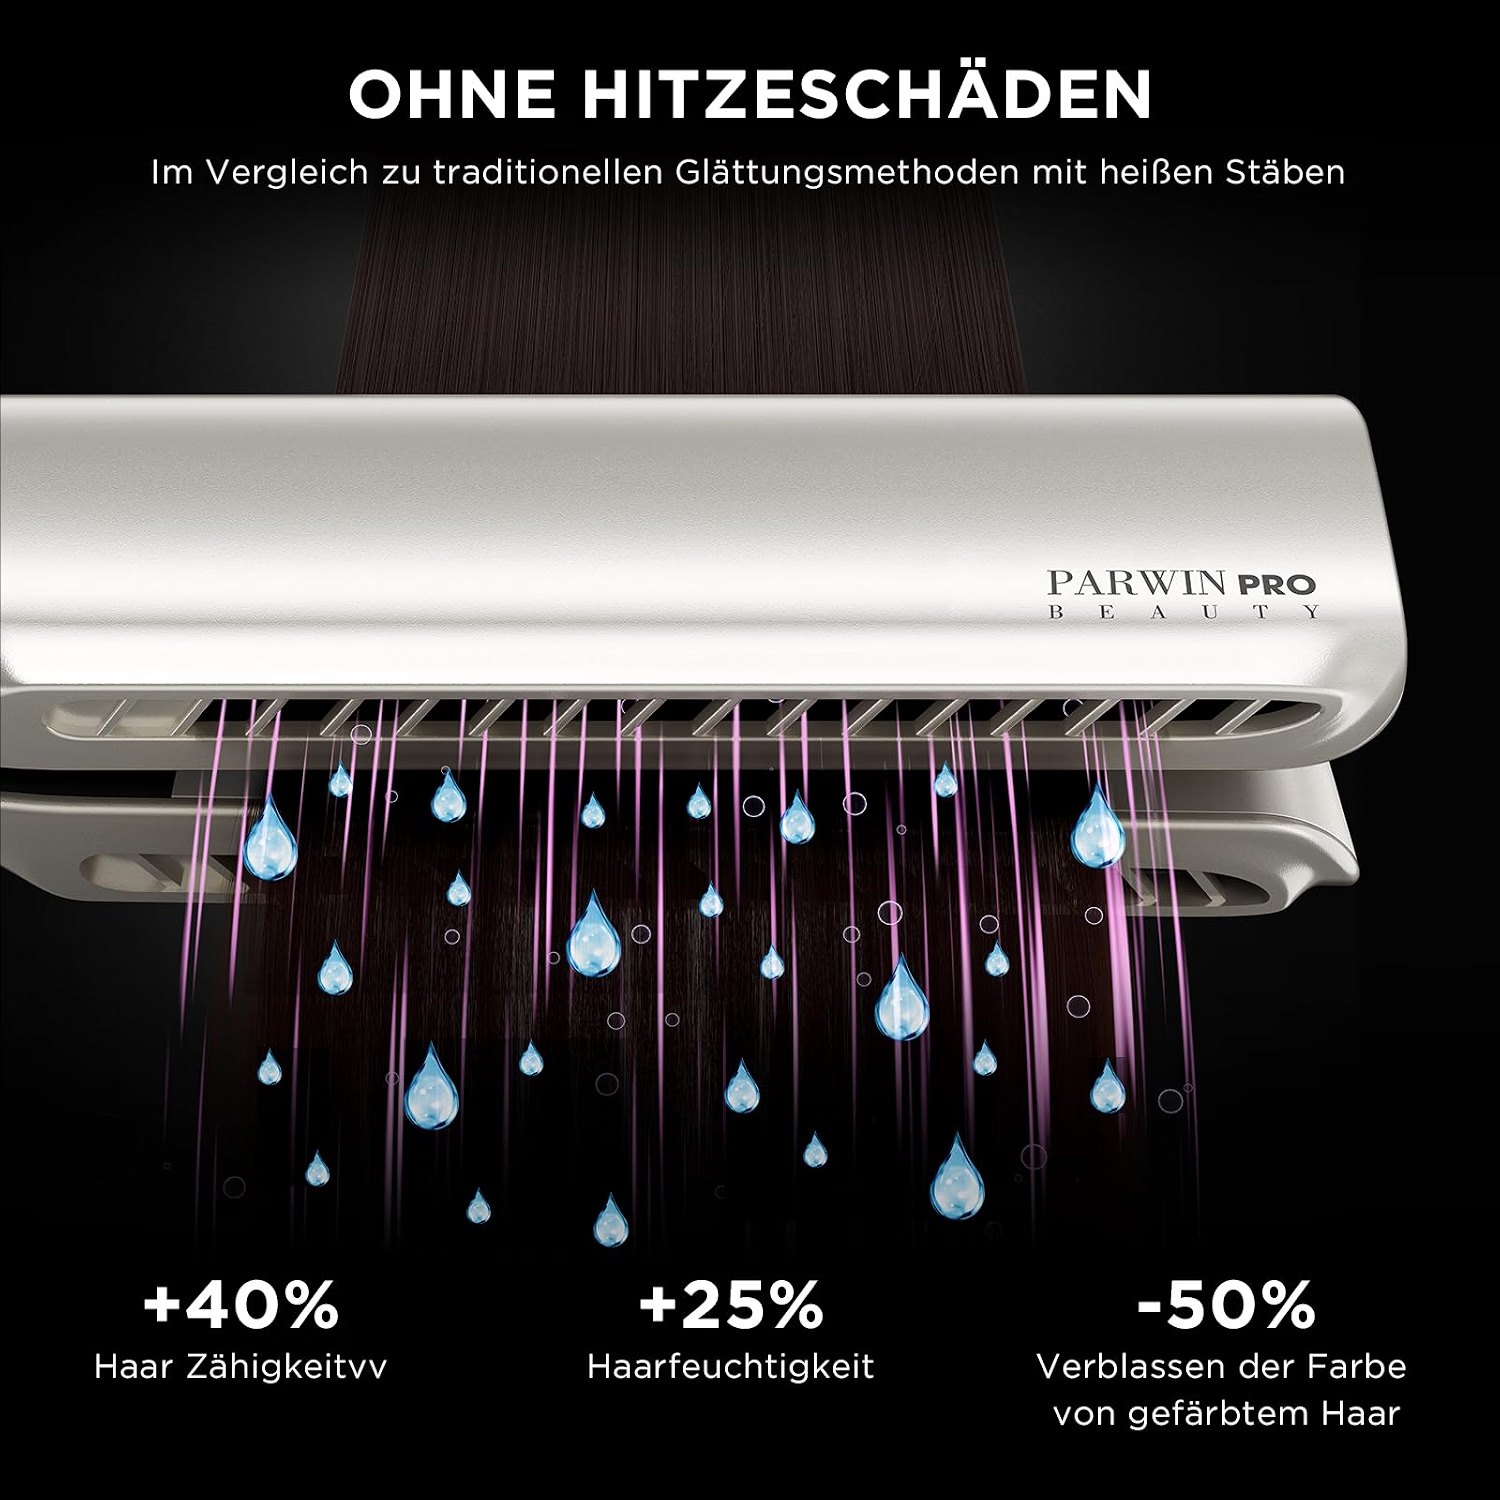 OHNE HITZESCHÄDEN
Im Vergleich zu traditionellen Glättungsmethoden mit heißen Stäben
PARWIN PRO
BEAUTY
+40%
Haar Zähigkeitvv
+25%
Haarfeuchtigkeit
-50%
Verblassen der Farbe
von gefärbtem Haar